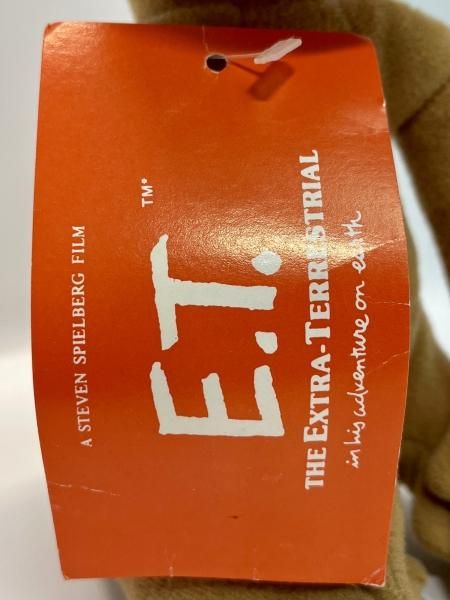 A STEVEN SPIELBERG FILM
E.T.™
THE EXTRA-TERRESTRIAL
in his adventure on earth